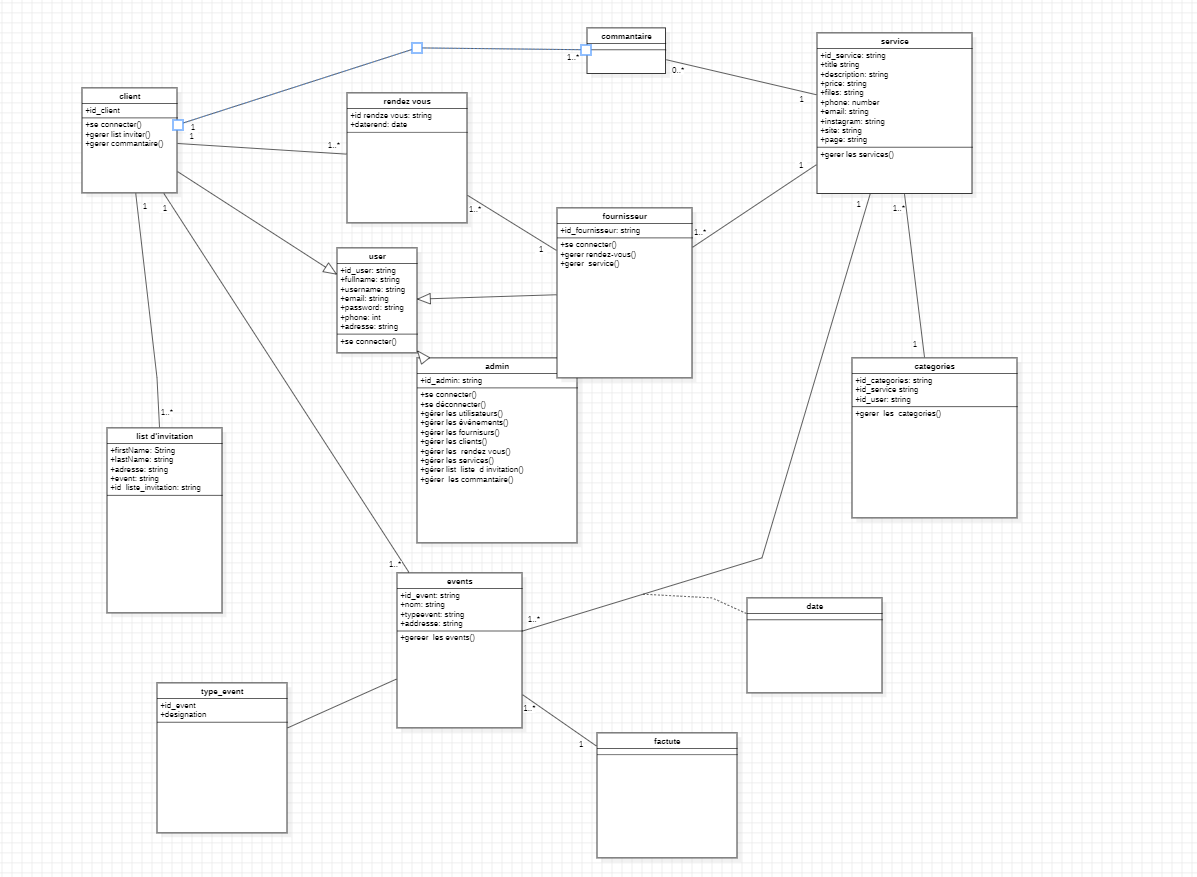 commantaire
1..*
0..*
service
+id_service: string
+title string
+description: string
+price: string
+files: string
+phone: number
+email: string
+instagram: string
+site: string
+page: string
+gerer les services()
1
1
1
1..*
client
+id_client
+se connecter()
+gerer list inviter()
+gerer commantaire()
1
1
1
1
rendez vous
+id rendze vous: string
+daterend: date
1..*
1..*
fournisseur
+id_fournisseur: string
+se connecter()
+gerer rendez-vous()
+gerer service()
1
1..*
user
+id_user: string
+fullname: string
+username: string
+email: string
+password: string
+phone: int
+adresse: string
+se connecter()
admin
+id_admin: string
+se connecter()
+se déconnecter()
+gérer les utilisateurs()
+gérer les événements()
+gérer les fournisurs()
+gérer les clients()
+gérer les rendez vous()
+gérer les services()
+gérer list liste d invitation()
+gérer les commantaire()
1
categories
+id_categories: string
+id_service string
+id_user: string
+gerer les categories()
1..*
list d'invitation
+firstName: String
+lastName: string
+adresse: string
+event: string
+id liste_invitation: string
1..*
events
+id_event: string
+nom: string
+typeevent: string
+addresse: string
+gereer les events()
1..*
1..*
date
type_event
+id_event
+designation
1
factute